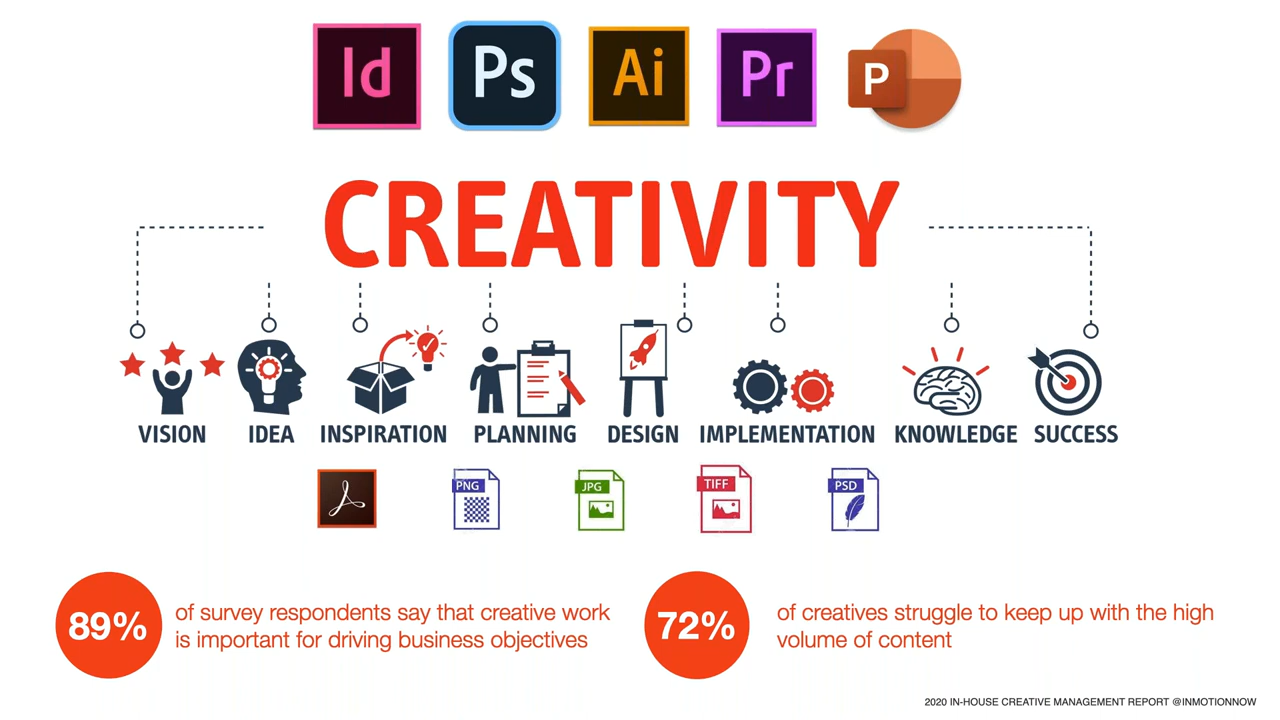 Id Ps Ai Pr P
CREATIVITY
VISION IDEA INSPIRATION PLANNING DESIGN IMPLEMENTATION KNOWLEDGE SUCCESS
PNG JPG TIFF PSD
89%
of survey respondents say that creative work
is important for driving business objectives
72%
of creatives struggle to keep up with the high
volume of content
2020 IN-HOUSE CREATIVE MANAGEMENT REPORT @INMOTIONNOW